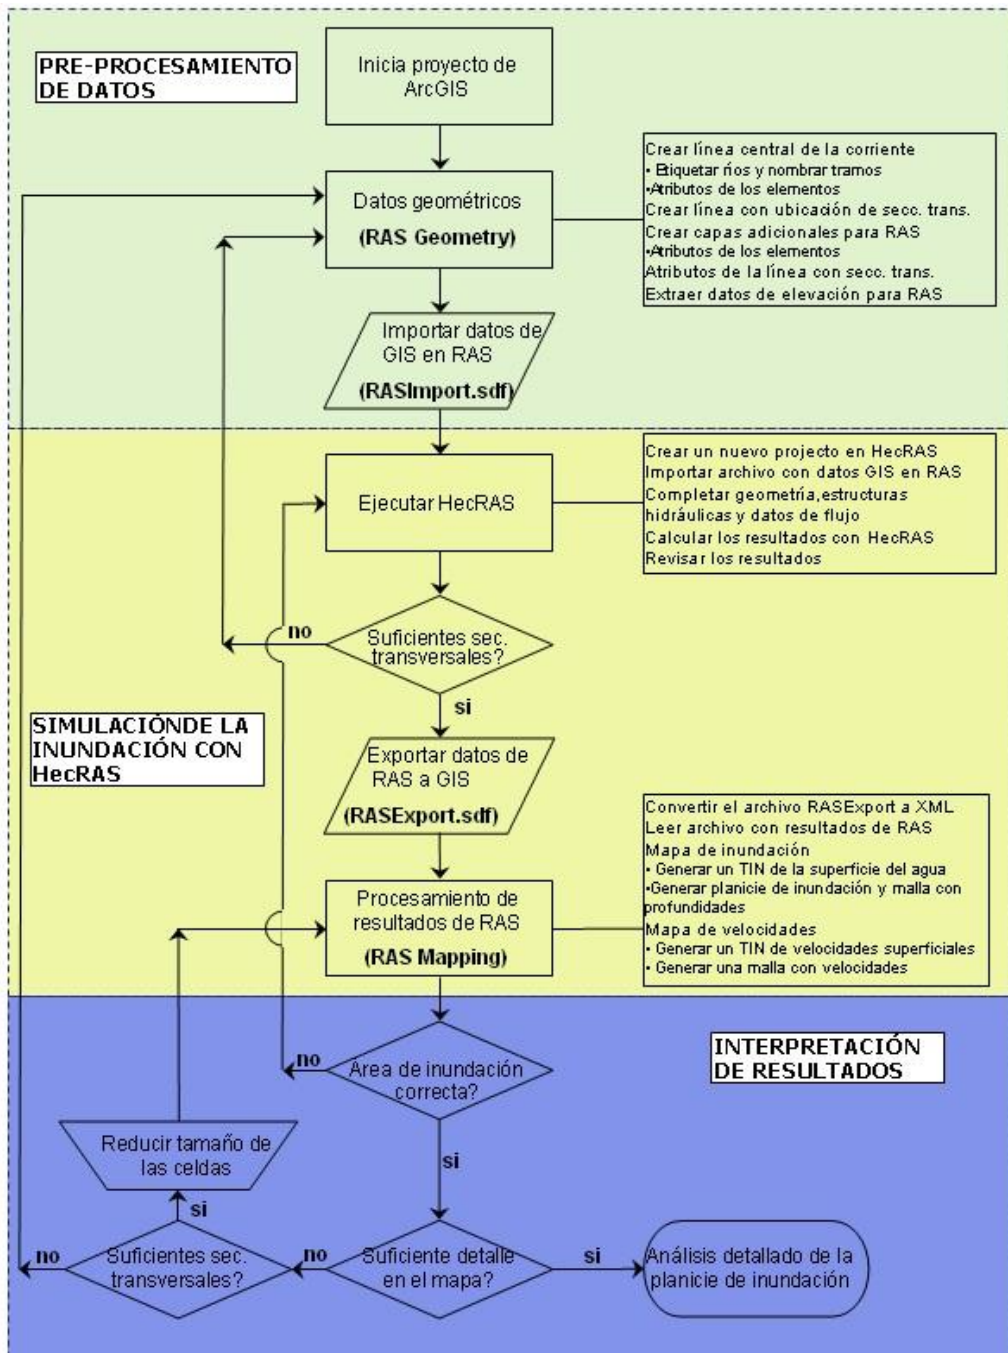 PRE-PROCESAMIENTO
DE DATOS
Inicia proyecto de
ArcGIS
Datos geométricos
(RAS Geometry)
Crear línea central de la corriente
• Etiquetar ríos y nombrar tramos
•Atributos de los elementos
Crear línea con ubicación de secc. trans.
Crear capas adicionales para RAS
•Atributos de los elementos
Atributos de la línea con secc. trans.
Extraer datos de elevación para RAS
Importar datos de
GIS en RAS
(RASImport.sdf)
Ejecutar HecRAS
Crear un nuevo projecto en HecRAS
Importar archivo con datos GIS en RAS
Completar geometría,estructuras
hidráulicas y datos de flujo
Calcular los resultados con HecRAS
Revisar los resultados
no
Suficientes sec.
transversales?
si
SIMULACIÓNDE LA
INUNDACIÓN CON
HecRAS
Exportar datos de
RAS a GIS
(RASExport.sdf)
Procesamiento de
resultados de RAS
(RAS Mapping)
Convertir el archivo RASExport a XML
Leer archivo con resultados de RAS
Mapa de inundación
• Generar un TIN de la superficie del agua
•Generar planicie de inundación y malla con
profundidades
Mapa de velocidades
• Generar un TIN de velocidades superficiales
• Generar una malla con velocidades
INTERPRETACIÓN
DE RESULTADOS
no
Area de inundación
correcta?
si
Reducir tamaño de
las celdas
si
no
Suficientes sec.
transversales?
no
Suficiente detalle
en el mapa?
si
Análisis detallado de la
planicie de inundación